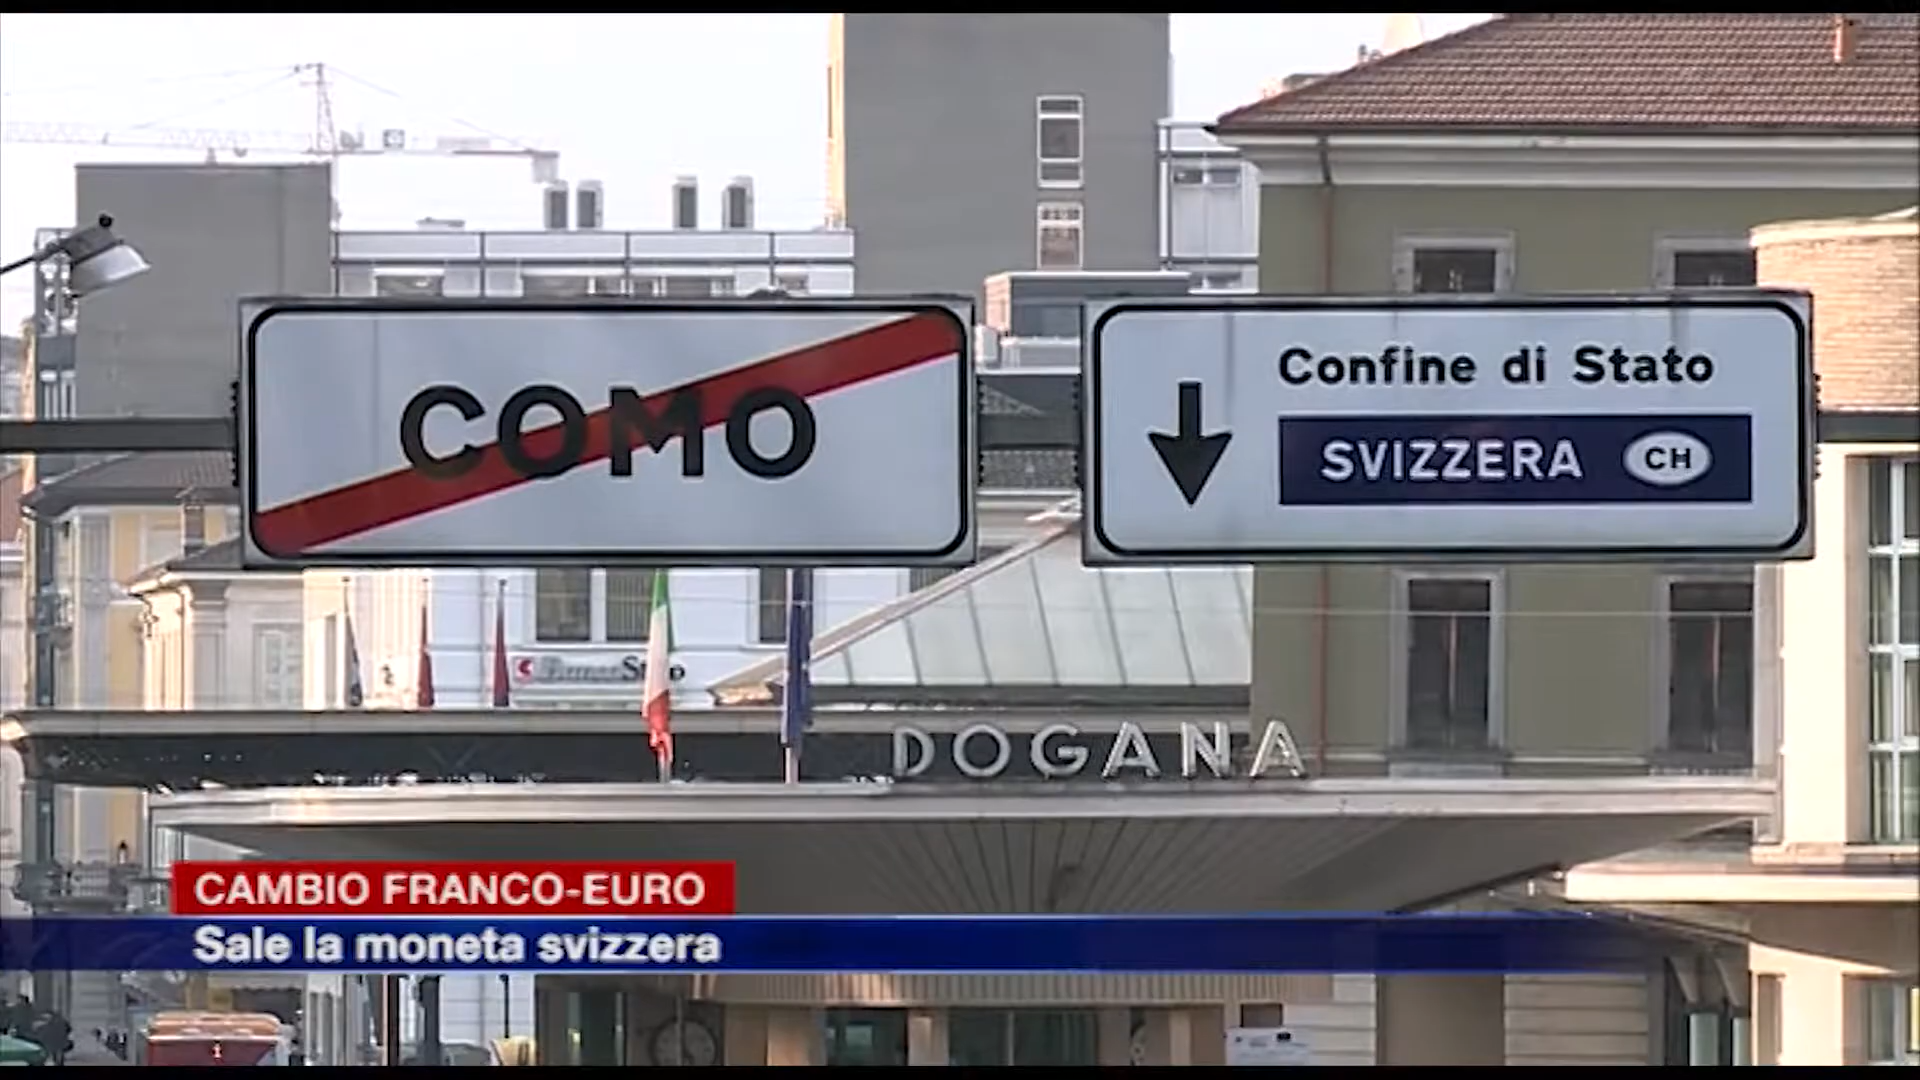 COMO
Confine di Stato
SVIZZERA CH
DOGANA
CAMBIO FRANCO-EURO
Sale la moneta svizzera